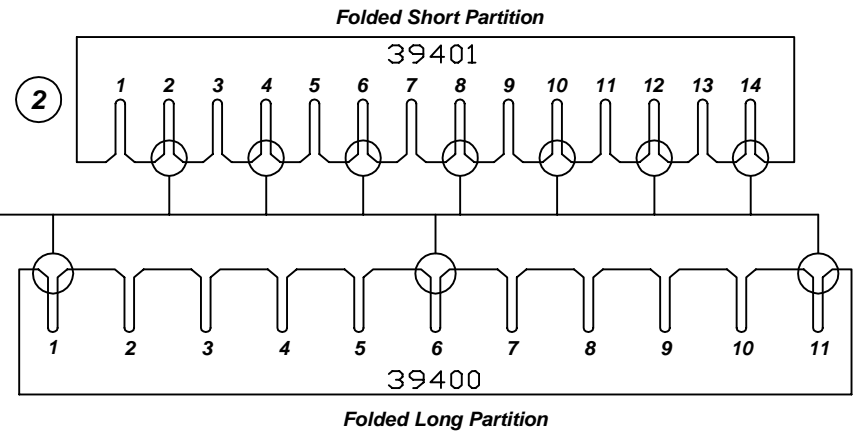 Folded Short Partition
39401
2
1 2 3 4 5 6 7 8 9 10 11 12 13 14
1 2 3 4 5 6 7 8 9 10 11
39400
Folded Long Partition